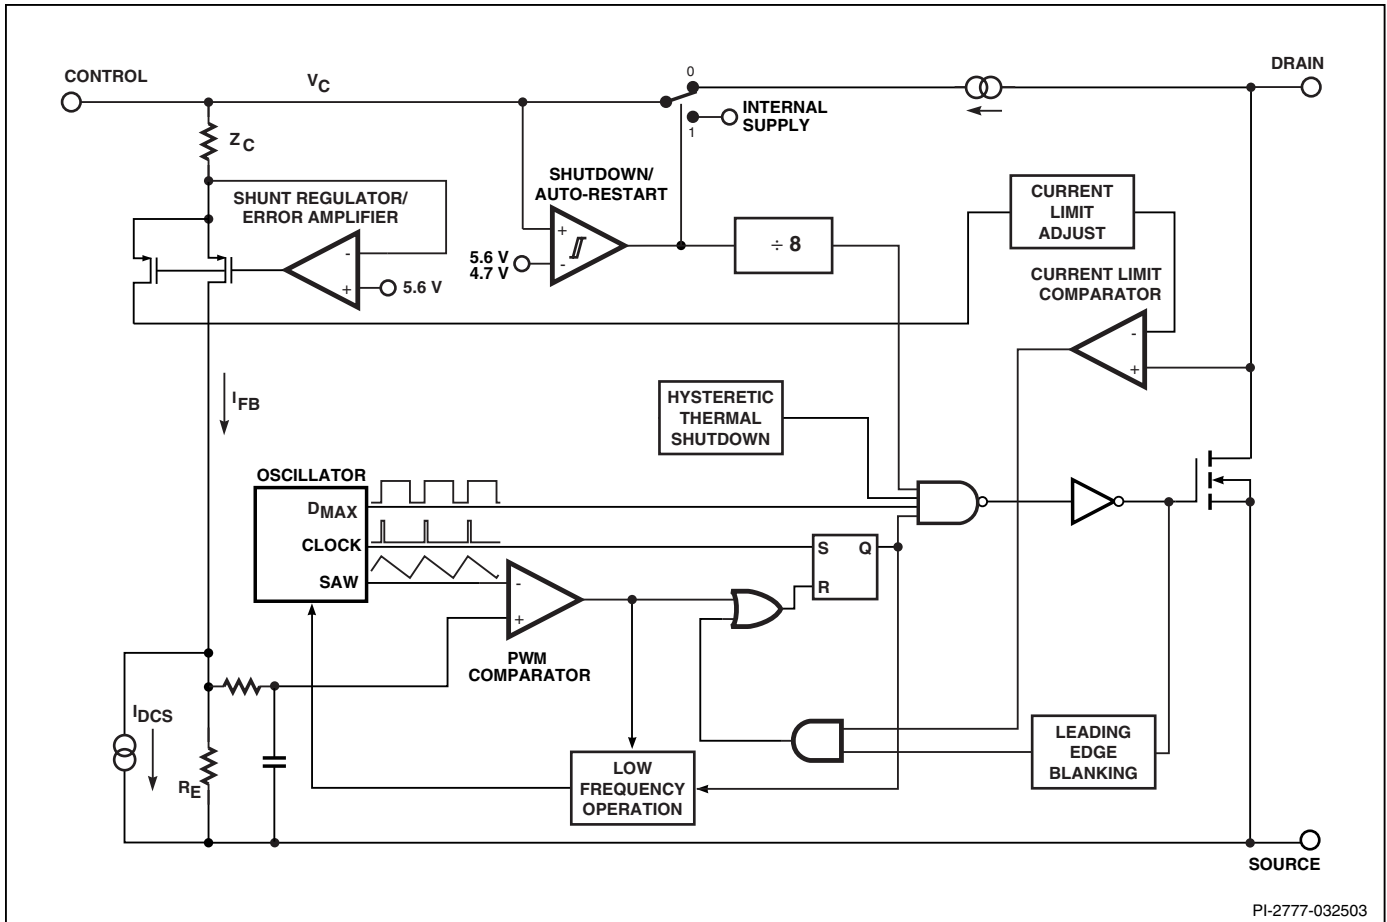 CONTROL
V_C
0
DRAIN
1
INTERNAL
SUPPLY
Z_C
SHUNT REGULATOR/
ERROR AMPLIFIER
-
+
5.6 V
SHUTDOWN/
AUTO-RESTART
+
-
5.6 V
4.7 V
÷ 8
CURRENT
LIMIT
ADJUST
CURRENT LIMIT
COMPARATOR
-
+
I_FB
HYSTERETIC
THERMAL
SHUTDOWN
OSCILLATOR
D_MAX
CLOCK
SAW
-
+
PWM
COMPARATOR
S Q
R
I_DCS
R_E
LOW
FREQUENCY
OPERATION
LEADING
EDGE
BLANKING
SOURCE
PI-2777-032503